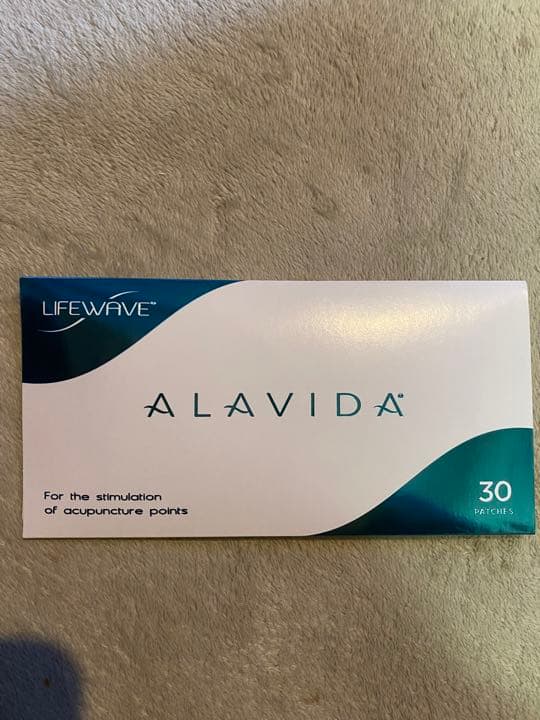 LIFEWAVE
ALAVIDA
For the stimulation
of acupuncture points
30
PATCHES